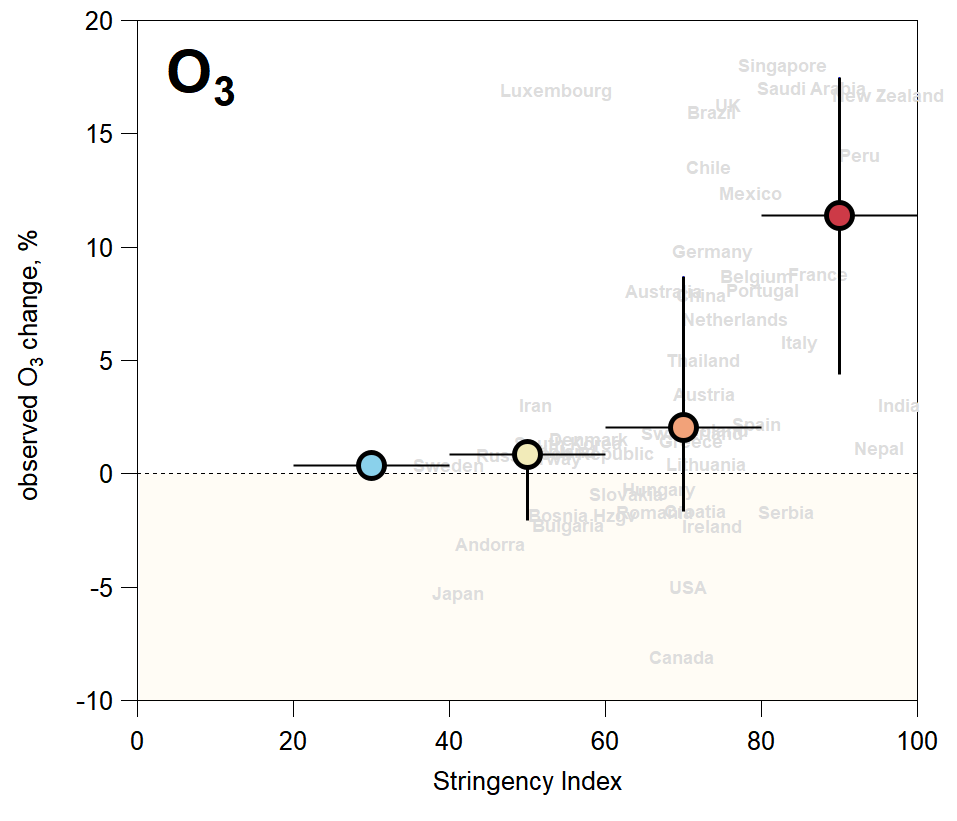 O3
20
15
10
5
0
-5
-10
observed O3 change, %
Singapore
Saudi Arabia
Luxembourg
New Zealand
UK
Brazil
Peru
Chile
Mexico
Germany
Belgium
France
Australia
China
Portugal
Netherlands
Italy
Thailand
Austria
Iran
India
Spain
Denmark
Greece
Nepal
Sweden
Lithuania
Hungary
Slovakia
Bosnia Hzgv
Romania
Croatia
Serbia
Bulgaria
Ireland
Andorra
USA
Japan
Canada
0
20
40
60
80
100
Stringency Index